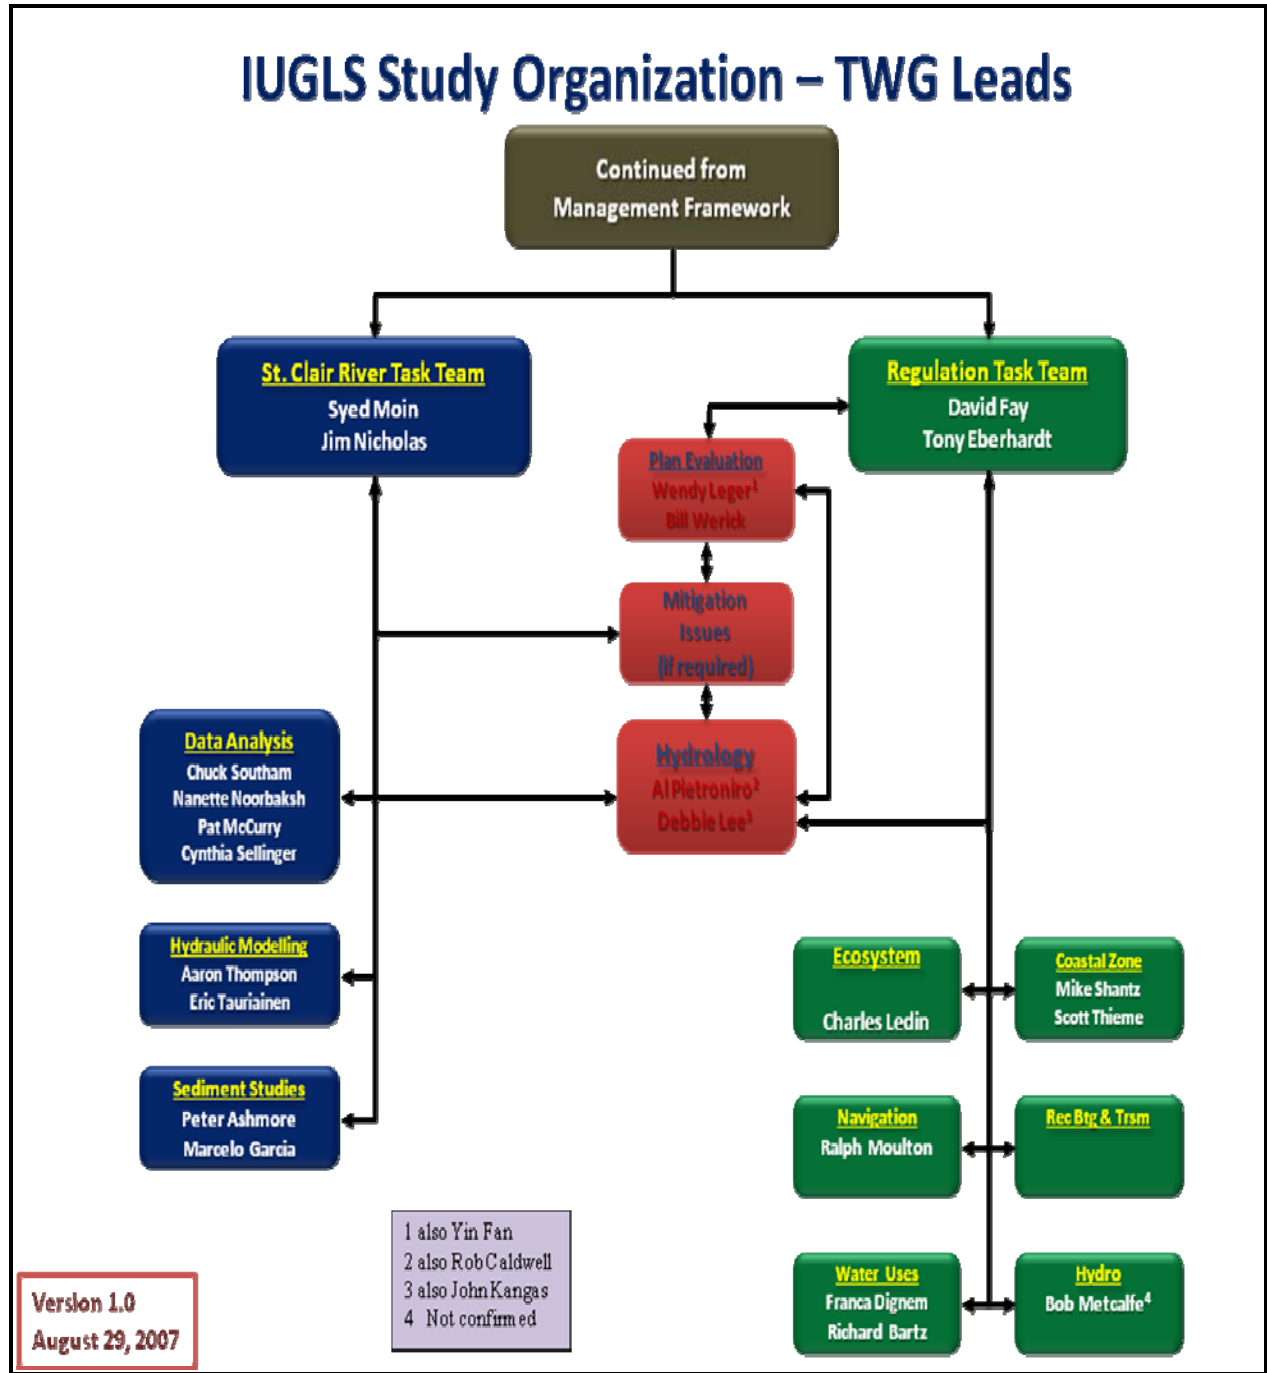 IUGLS Study Organization – TWG Leads
Continued from
Management Framework
St. Clair River Task Team
Syed Moin
Jim Nicholas
Regulation Task Team
David Fay
Tony Eberhardt
Plan Evaluation
Wendy Leger¹
Bill Werick
Mitigation
Issues
(if required)
Hydrology
Al Pietroniro²
Debbie Lee³
Data Analysis
Chuck Southam
Nanette Noorbaksh
Pat McCurry
Cynthia Sellinger
Hydraulic Modelling
Aaron Thompson
Eric Tauriainen
Sediment Studies
Peter Ashmore
Marcelo Garcia
Ecosystem
Charles Ledin
Coastal Zone
Mike Shantz
Scott Thieme
Navigation
Ralph Moulton
Rec Btg & Trsm
Water Uses
Franca Dignem
Richard Bartz
Hydro
Bob Metcalfe⁴
1 also Yin Fan
2 also Rob Caldwell
3 also John Kangas
4 Not confirmed
Version 1.0
August 29, 2007